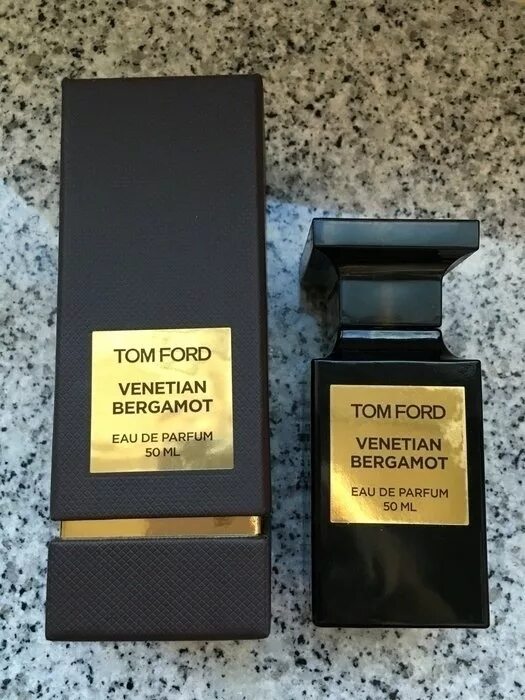 TOM FORD
VENETIAN
BERGAMOT
EAU DE PARFUM
50 ML
TOM FORD
VENETIAN
BERGAMOT
EAU DE PARFUM
50 ML